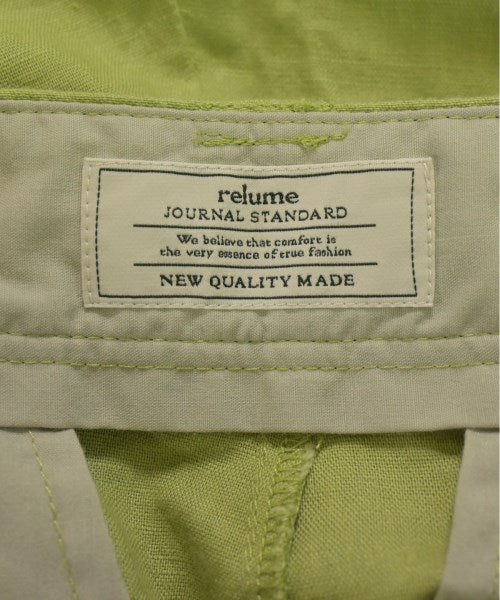 relume
JOURNAL STANDARD
We believe that comfort is
the very essence of true fashion
NEW QUALITY MADE